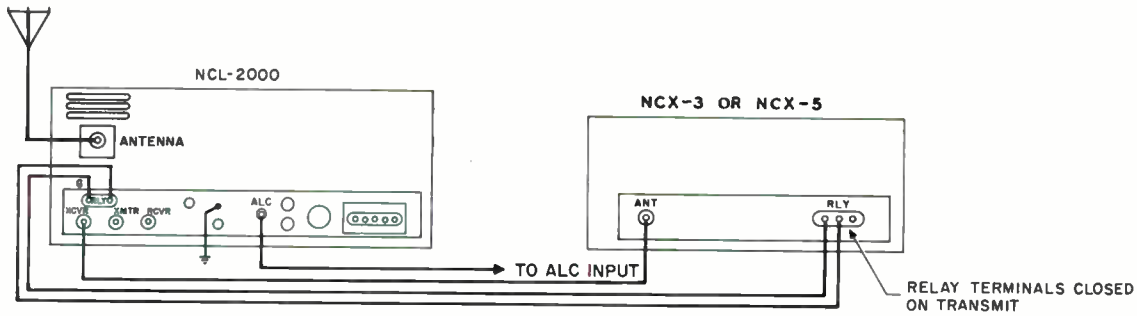 NCL-2000
NCX-3 OR NCX-5
ANTENNA
G
RLY
XCVR
XMTR
RCVR
ALC
ANT
RLY
TO ALC INPUT
RELAY TERMINALS CLOSED
ON TRANSMIT